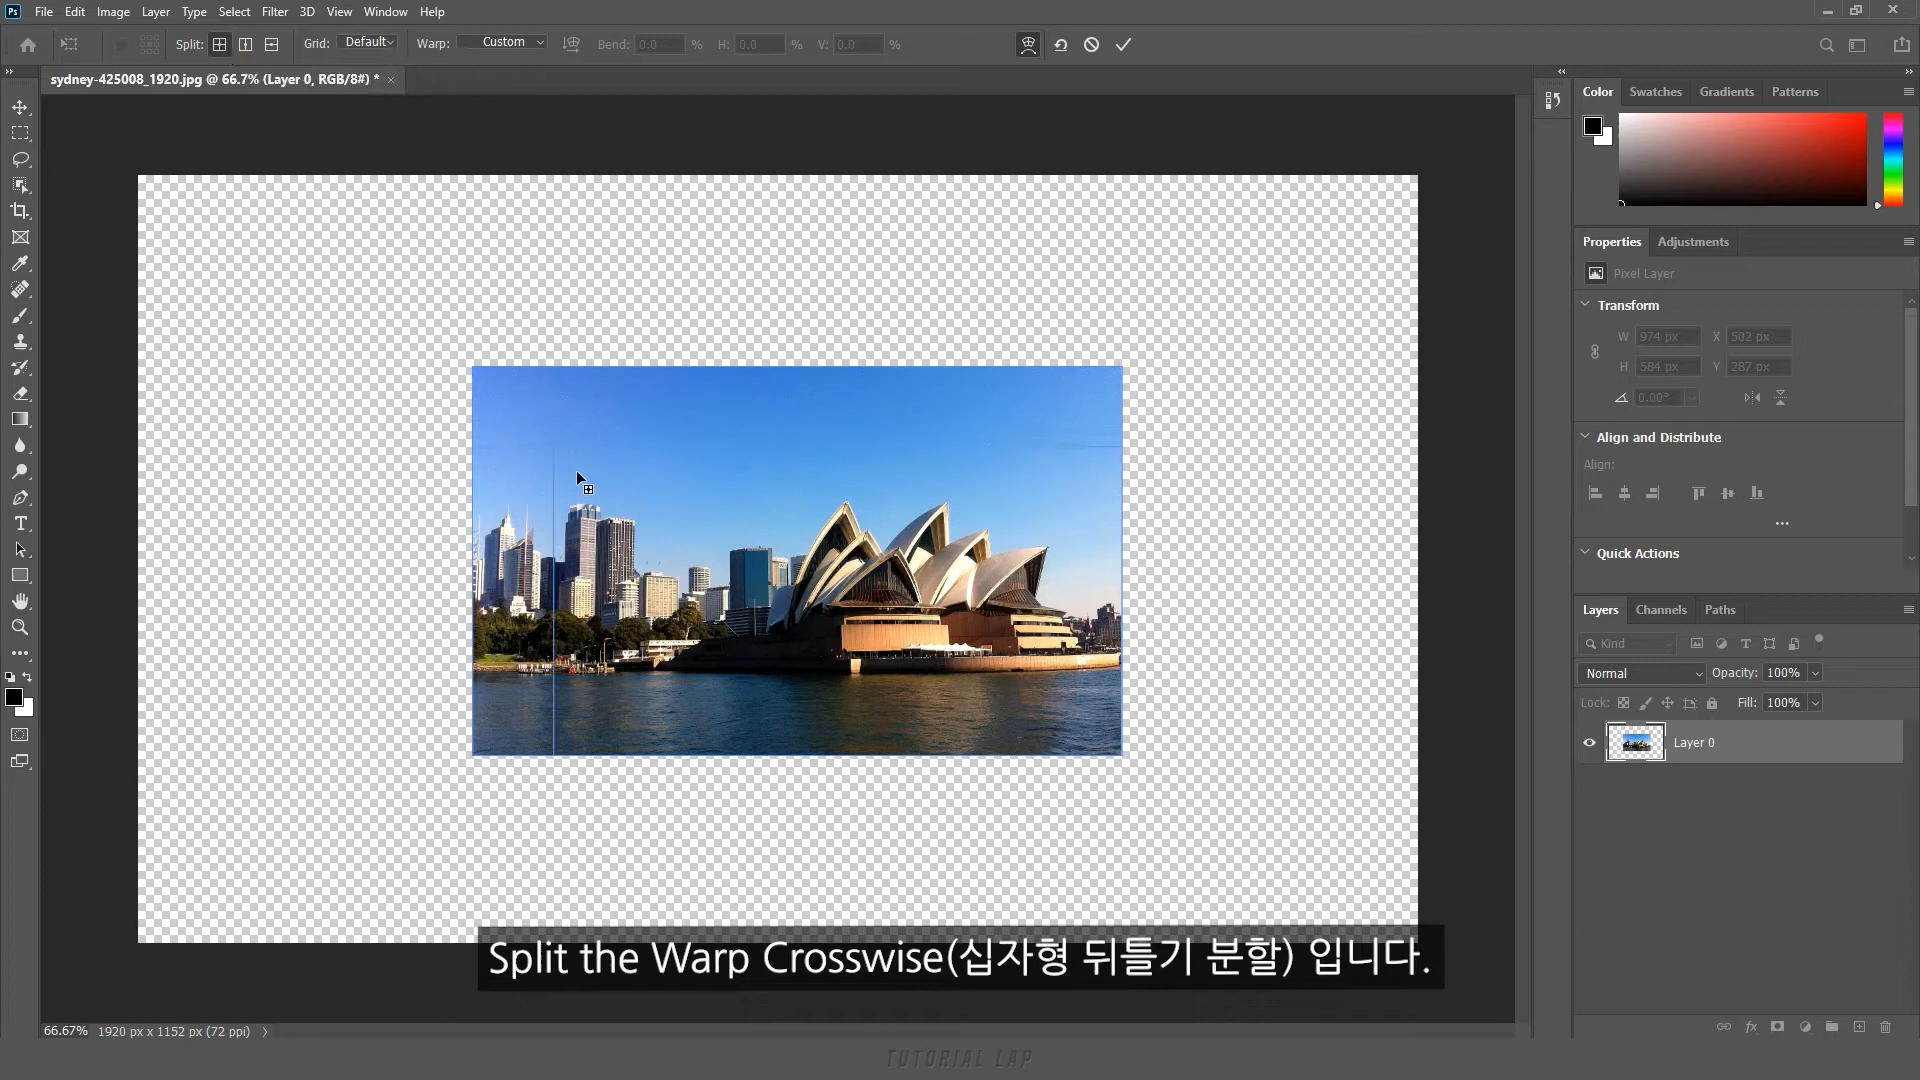 Ps File Edit Image Layer Type Select Filter 3D View Window Help
Split: Grid: Default Warp: Custom Bend: 0.0 % H: 0.0 % V: 0.0 %
sydney-425008_1920.jpg @ 66.7% (Layer 0, RGB/8#) * ×
Color Swatches Gradients Patterns
Properties Adjustments
Pixel Layer
Transform
W 974 px X 502 px
H 584 px Y 287 px
0.00°
Align and Distribute
Align:
Quick Actions
Layers Channels Paths
Kind
Normal Opacity: 100%
Lock: Fill: 100%
Layer 0
Split the Warp Crosswise(십자형 뒤틀기 분할) 입니다.
66.67% 1920 px x 1152 px (72 ppi)
TUTORIAL LAP